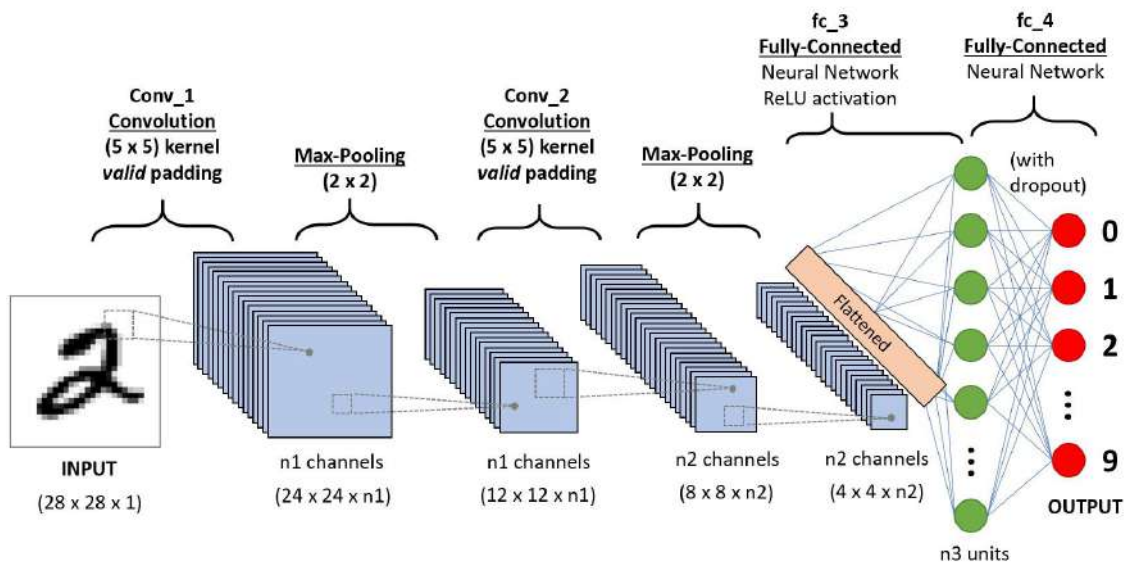 fc_3
Fully-Connected
Neural Network
ReLU activation
fc_4
Fully-Connected
Neural Network
Conv_1
Convolution
(5 x 5) kernel
valid padding
Max-Pooling
(2 x 2)
Conv_2
Convolution
(5 x 5) kernel
valid padding
Max-Pooling
(2 x 2)
(with
dropout)
Flattened
0
1
2
...
9
...
INPUT
(28 x 28 x 1)
n1 channels
(24 x 24 x n1)
n1 channels
(12 x 12 x n1)
n2 channels
(8 x 8 x n2)
n2 channels
(4 x 4 x n2)
OUTPUT
n3 units